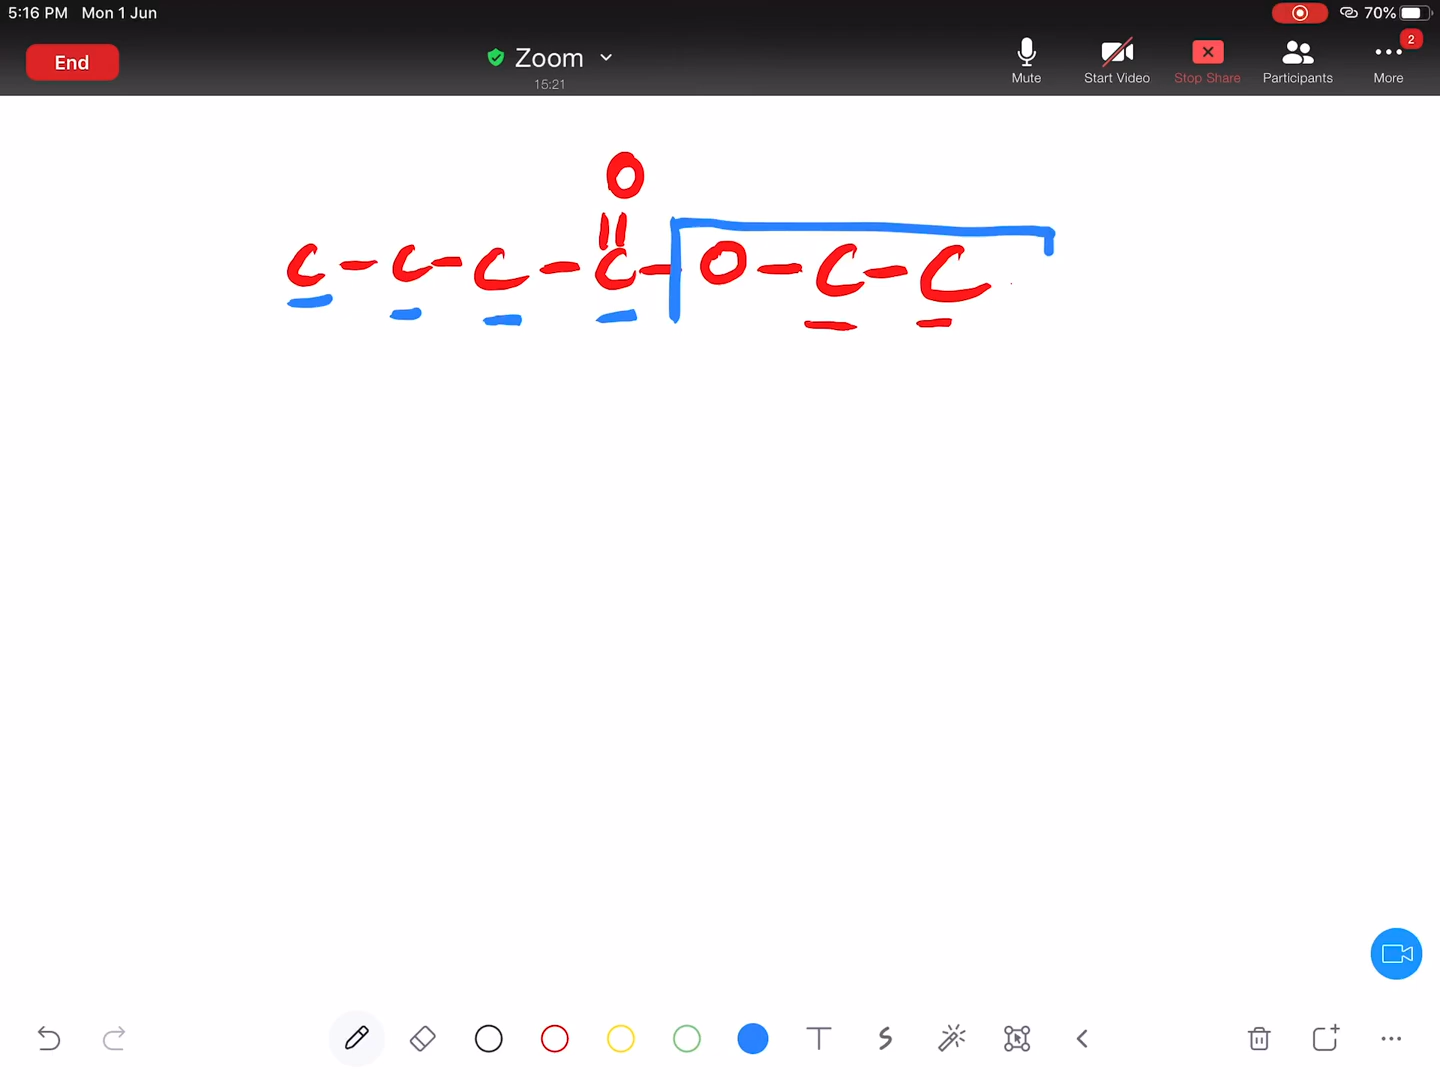 5:16 PM Mon 1 Jun
70%
End
Zoom
15:21
Mute
Start Video
Stop Share
Participants
2
More
O
C - C - C - C - O - C - C
T
S